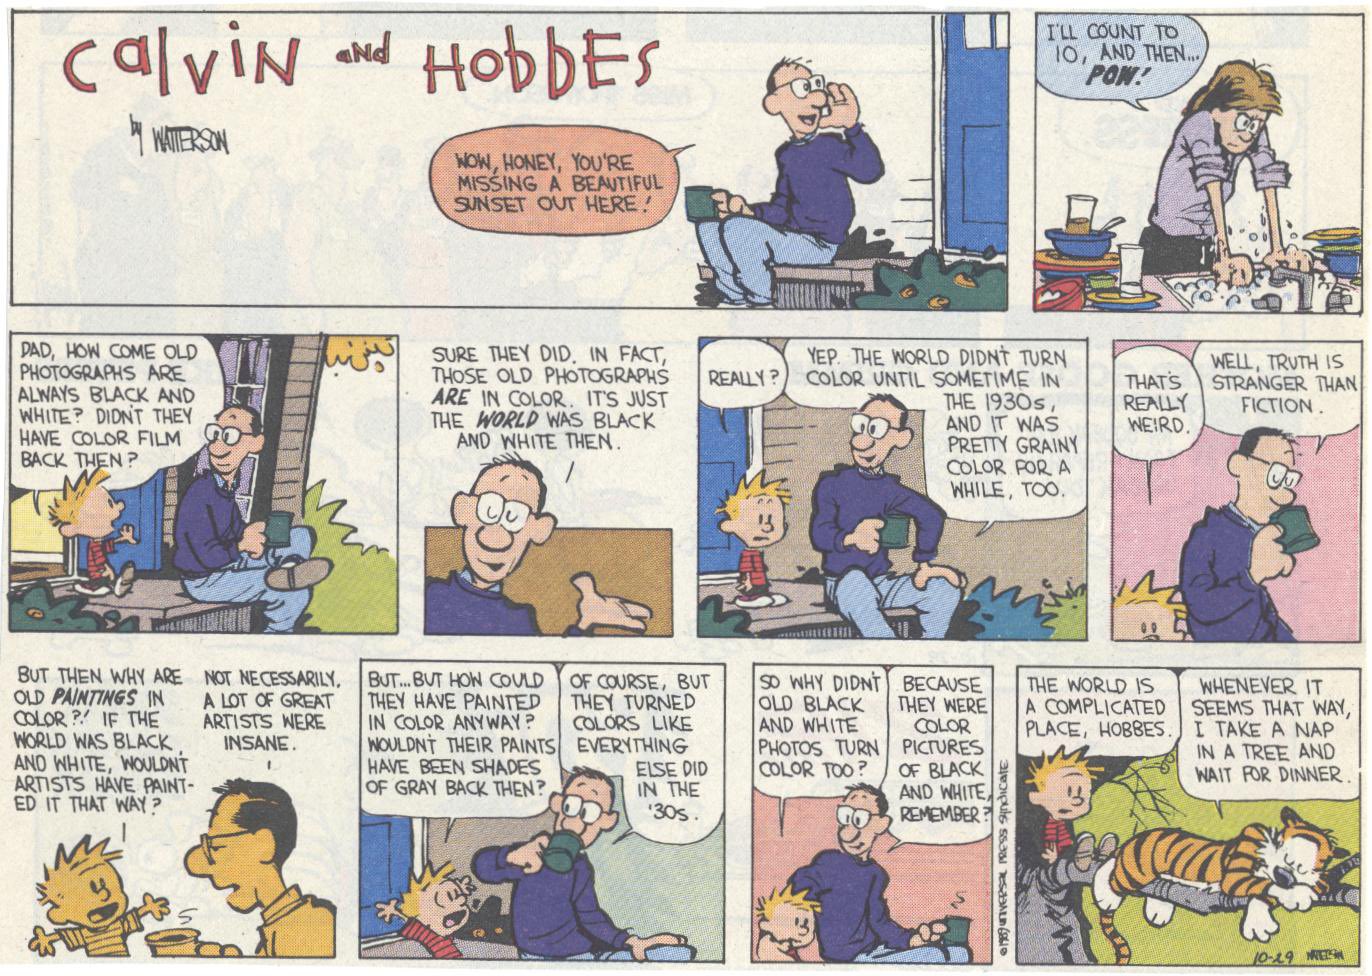 CALVIN AND HOBBES
by WATTERSON
WOW, HONEY, YOU'RE
MISSING A BEAUTIFUL
SUNSET OUT HERE!
I'LL COUNT TO
10, AND THEN...
POW!
DAD, HOW COME OLD
PHOTOGRAPHS ARE
ALWAYS BLACK AND
WHITE? DIDN'T THEY
HAVE COLOR FILM
BACK THEN?
SURE THEY DID. IN FACT,
THOSE OLD PHOTOGRAPHS
ARE IN COLOR. IT'S JUST
THE WORLD WAS BLACK
AND WHITE THEN.
REALLY?
YEP. THE WORLD DIDN'T TURN
COLOR UNTIL SOMETIME IN
THE 1930s,
AND IT WAS
PRETTY GRAINY
COLOR FOR A
WHILE, TOO.
THAT'S
REALLY
WEIRD.
WELL, TRUTH IS
STRANGER THAN
FICTION.
BUT THEN WHY ARE
OLD PAINTINGS IN
COLOR?! IF THE
WORLD WAS BLACK
AND WHITE, WOULDN'T
ARTISTS HAVE PAINT-
ED IT THAT WAY?
NOT NECESSARILY.
A LOT OF GREAT
ARTISTS WERE
INSANE.
BUT...BUT HOW COULD
THEY HAVE PAINTED
IN COLOR ANYWAY?
WOULDN'T THEIR PAINTS
HAVE BEEN SHADES
OF GRAY BACK THEN?
OF COURSE, BUT
THEY TURNED
COLORS LIKE
EVERYTHING
ELSE DID
IN THE
'30s.
SO WHY DIDN'T
OLD BLACK
AND WHITE
PHOTOS TURN
COLOR TOO?
BECAUSE
THEY WERE
COLOR
PICTURES
OF BLACK
AND WHITE,
REMEMBER?
©1989 UNIVERSAL PRESS SYNDICATE
THE WORLD IS
A COMPLICATED
PLACE, HOBBES.
WHENEVER IT
SEEMS THAT WAY,
I TAKE A NAP
IN A TREE AND
WAIT FOR DINNER.
10-29 WATTERSON